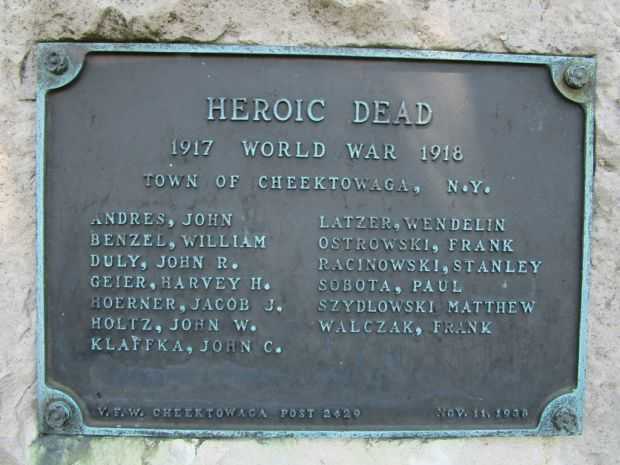 HEROIC DEAD
1917 WORLD WAR 1918
TOWN OF CHEEKTOWAGA, N.Y.
ANDRES, JOHN
BENZEL, WILLIAM
DULY, JOHN R.
GEIER, HARVEY H.
HOERNER, JACOB J.
HOLTZ, JOHN W.
KLAFFKA, JOHN C.
LATZER, WENDELIN
OSTROWSKI, FRANK
RACINOWSKI, STANLEY
SOBOTA, PAUL
SZYDLOWSKI MATTHEW
WALCZAK, FRANK
V.F.W. CHEEKTOWAGA POST 2429 NOV. 11, 1938